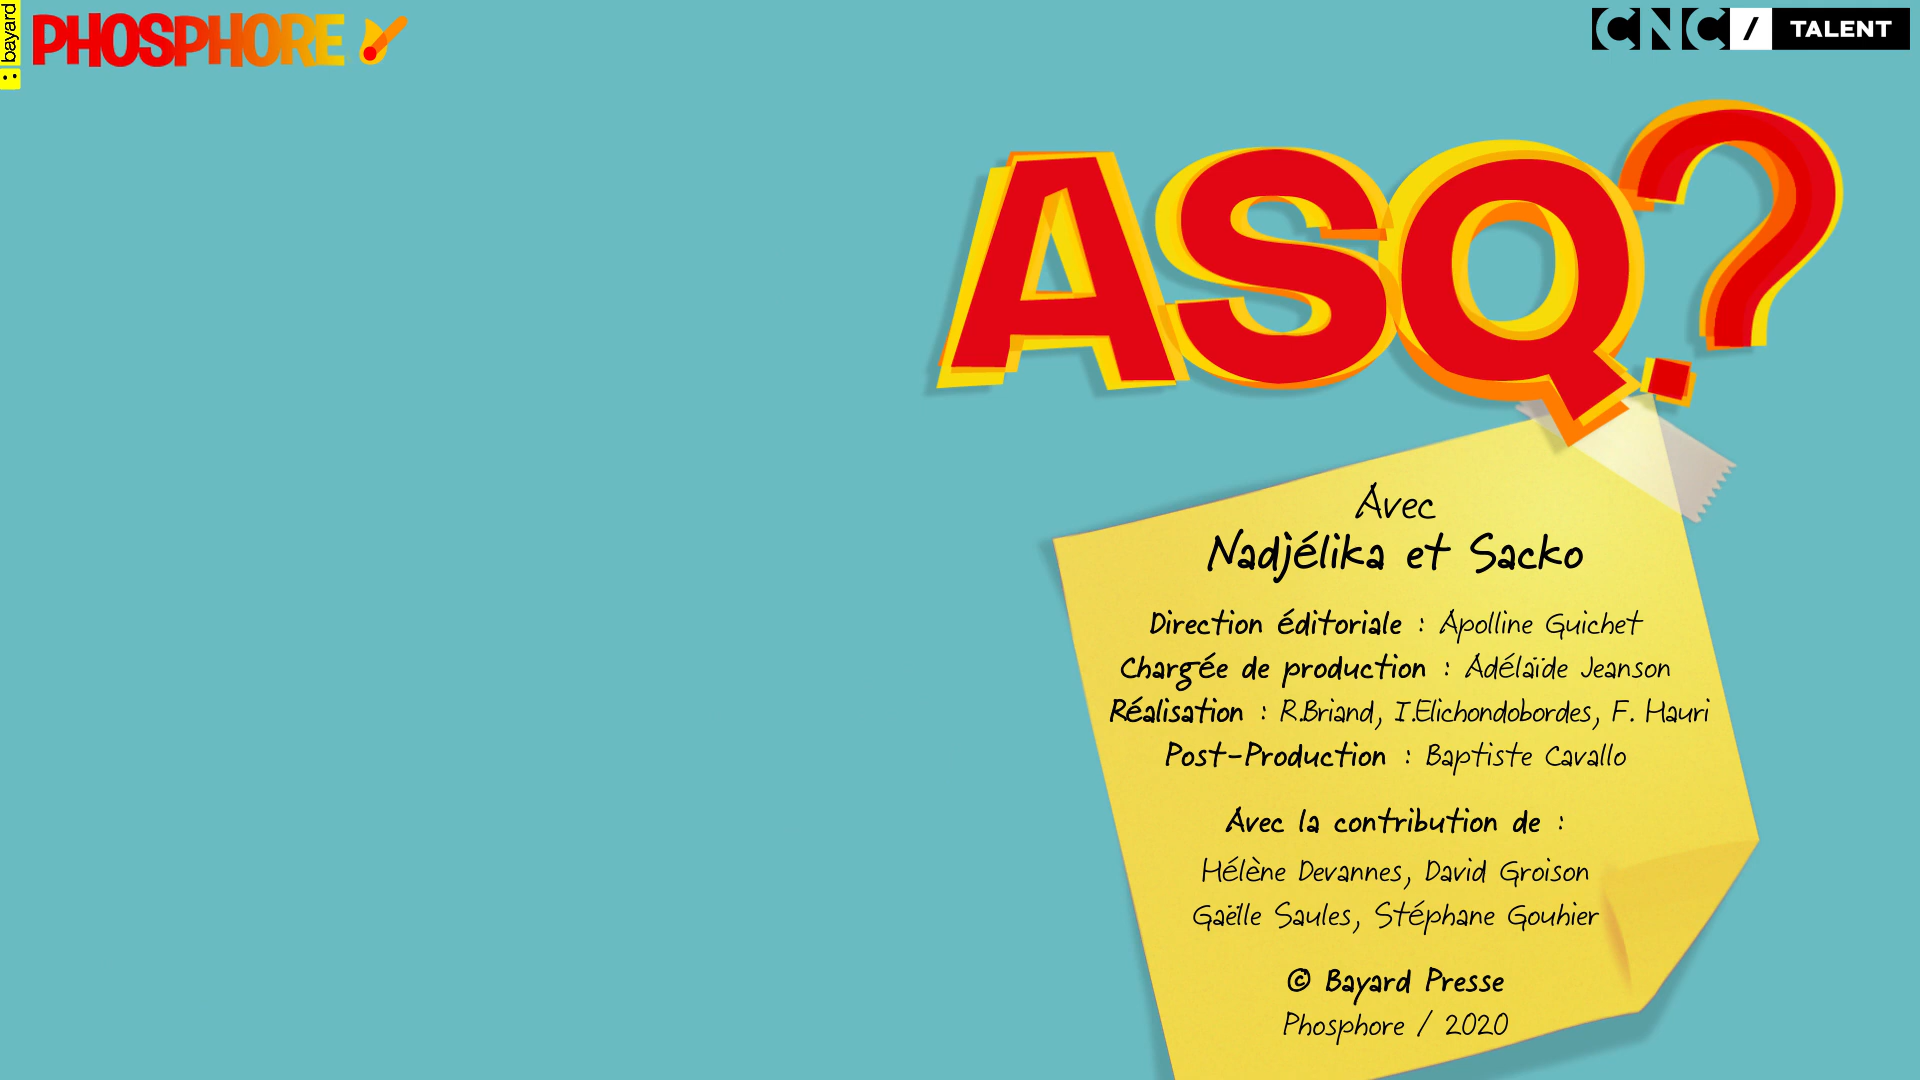 :bayard
PHOSPHORE
CNC/ TALENT
ASQ?
Avec
Nadjélika et Sacko
Direction éditoriale : Apolline Guichet
Chargée de production : Adélaïde Jeanson
Réalisation : R.Briand, I.Elichondobordes, F. Hauri
Post-Production : Baptiste Cavallo
Avec la contribution de :
Hélène Devannes, David Groison
Gaëlle Saules, Stéphane Gouhier
© Bayard Presse
Phosphore / 2020